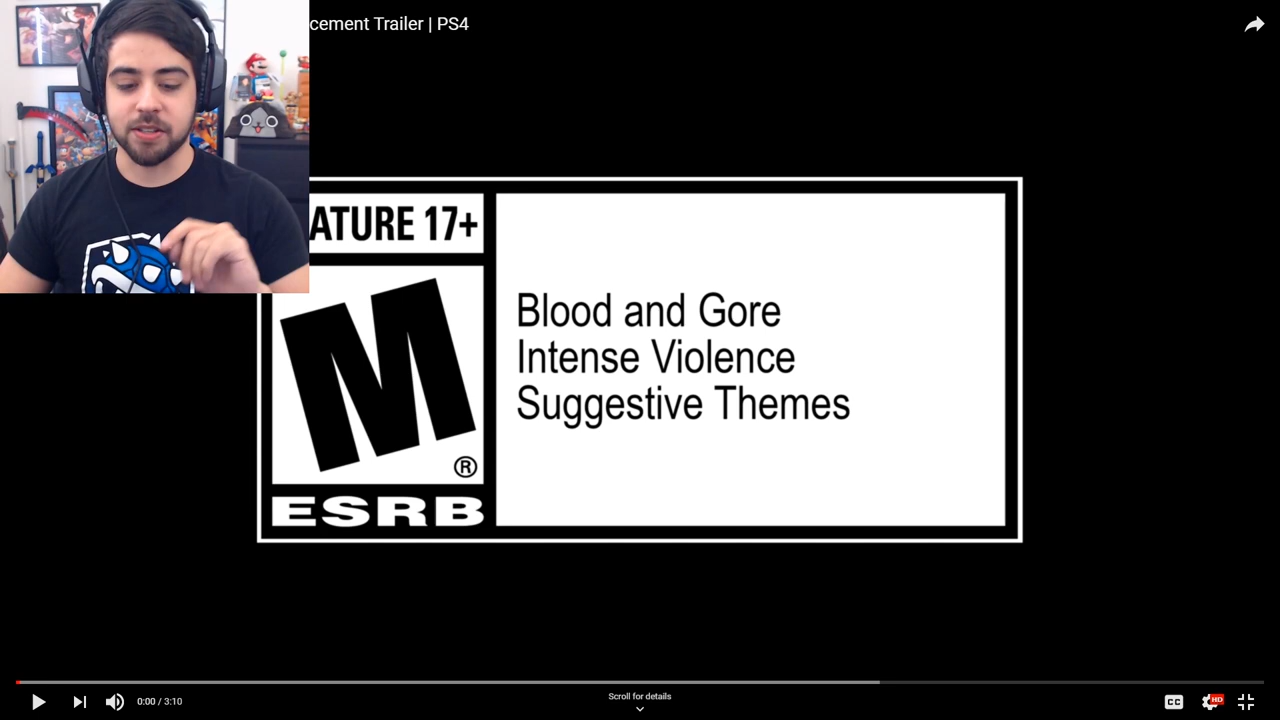 cement Trailer | PS4
ATURE 17+
M
®
ESRB
Blood and Gore
Intense Violence
Suggestive Themes
0:00 / 3:10
Scroll for details
CC
HD